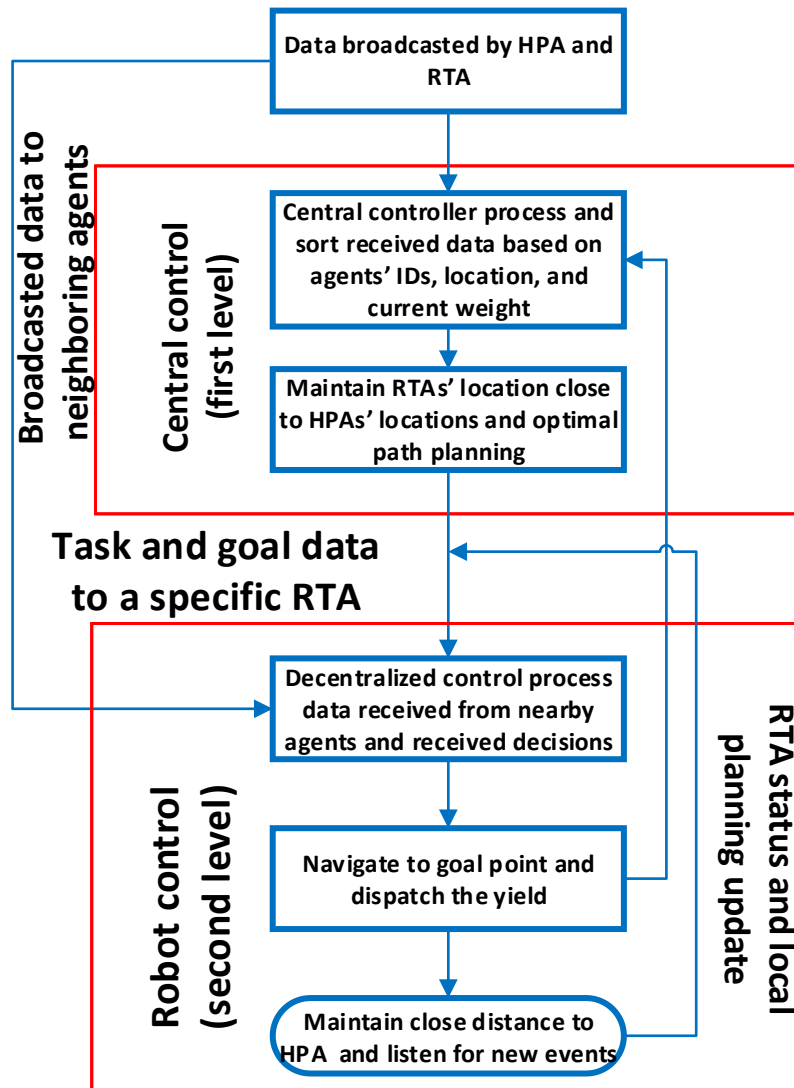 Data broadcasted by HPA and
RTA
Broadcasted data to
neighboring agents
Central control
(first level)
Central controller process and
sort received data based on
agents' IDs, location, and
current weight
Maintain RTAs' location close
to HPAs' locations and optimal
path planning
Task and goal data
to a specific RTA
Decentralized control process
data received from nearby
agents and received decisions
Robot control
(second level)
Navigate to goal point and
dispatch the yield
RTA status and local
planning update
Maintain close distance to
HPA and listen for new events